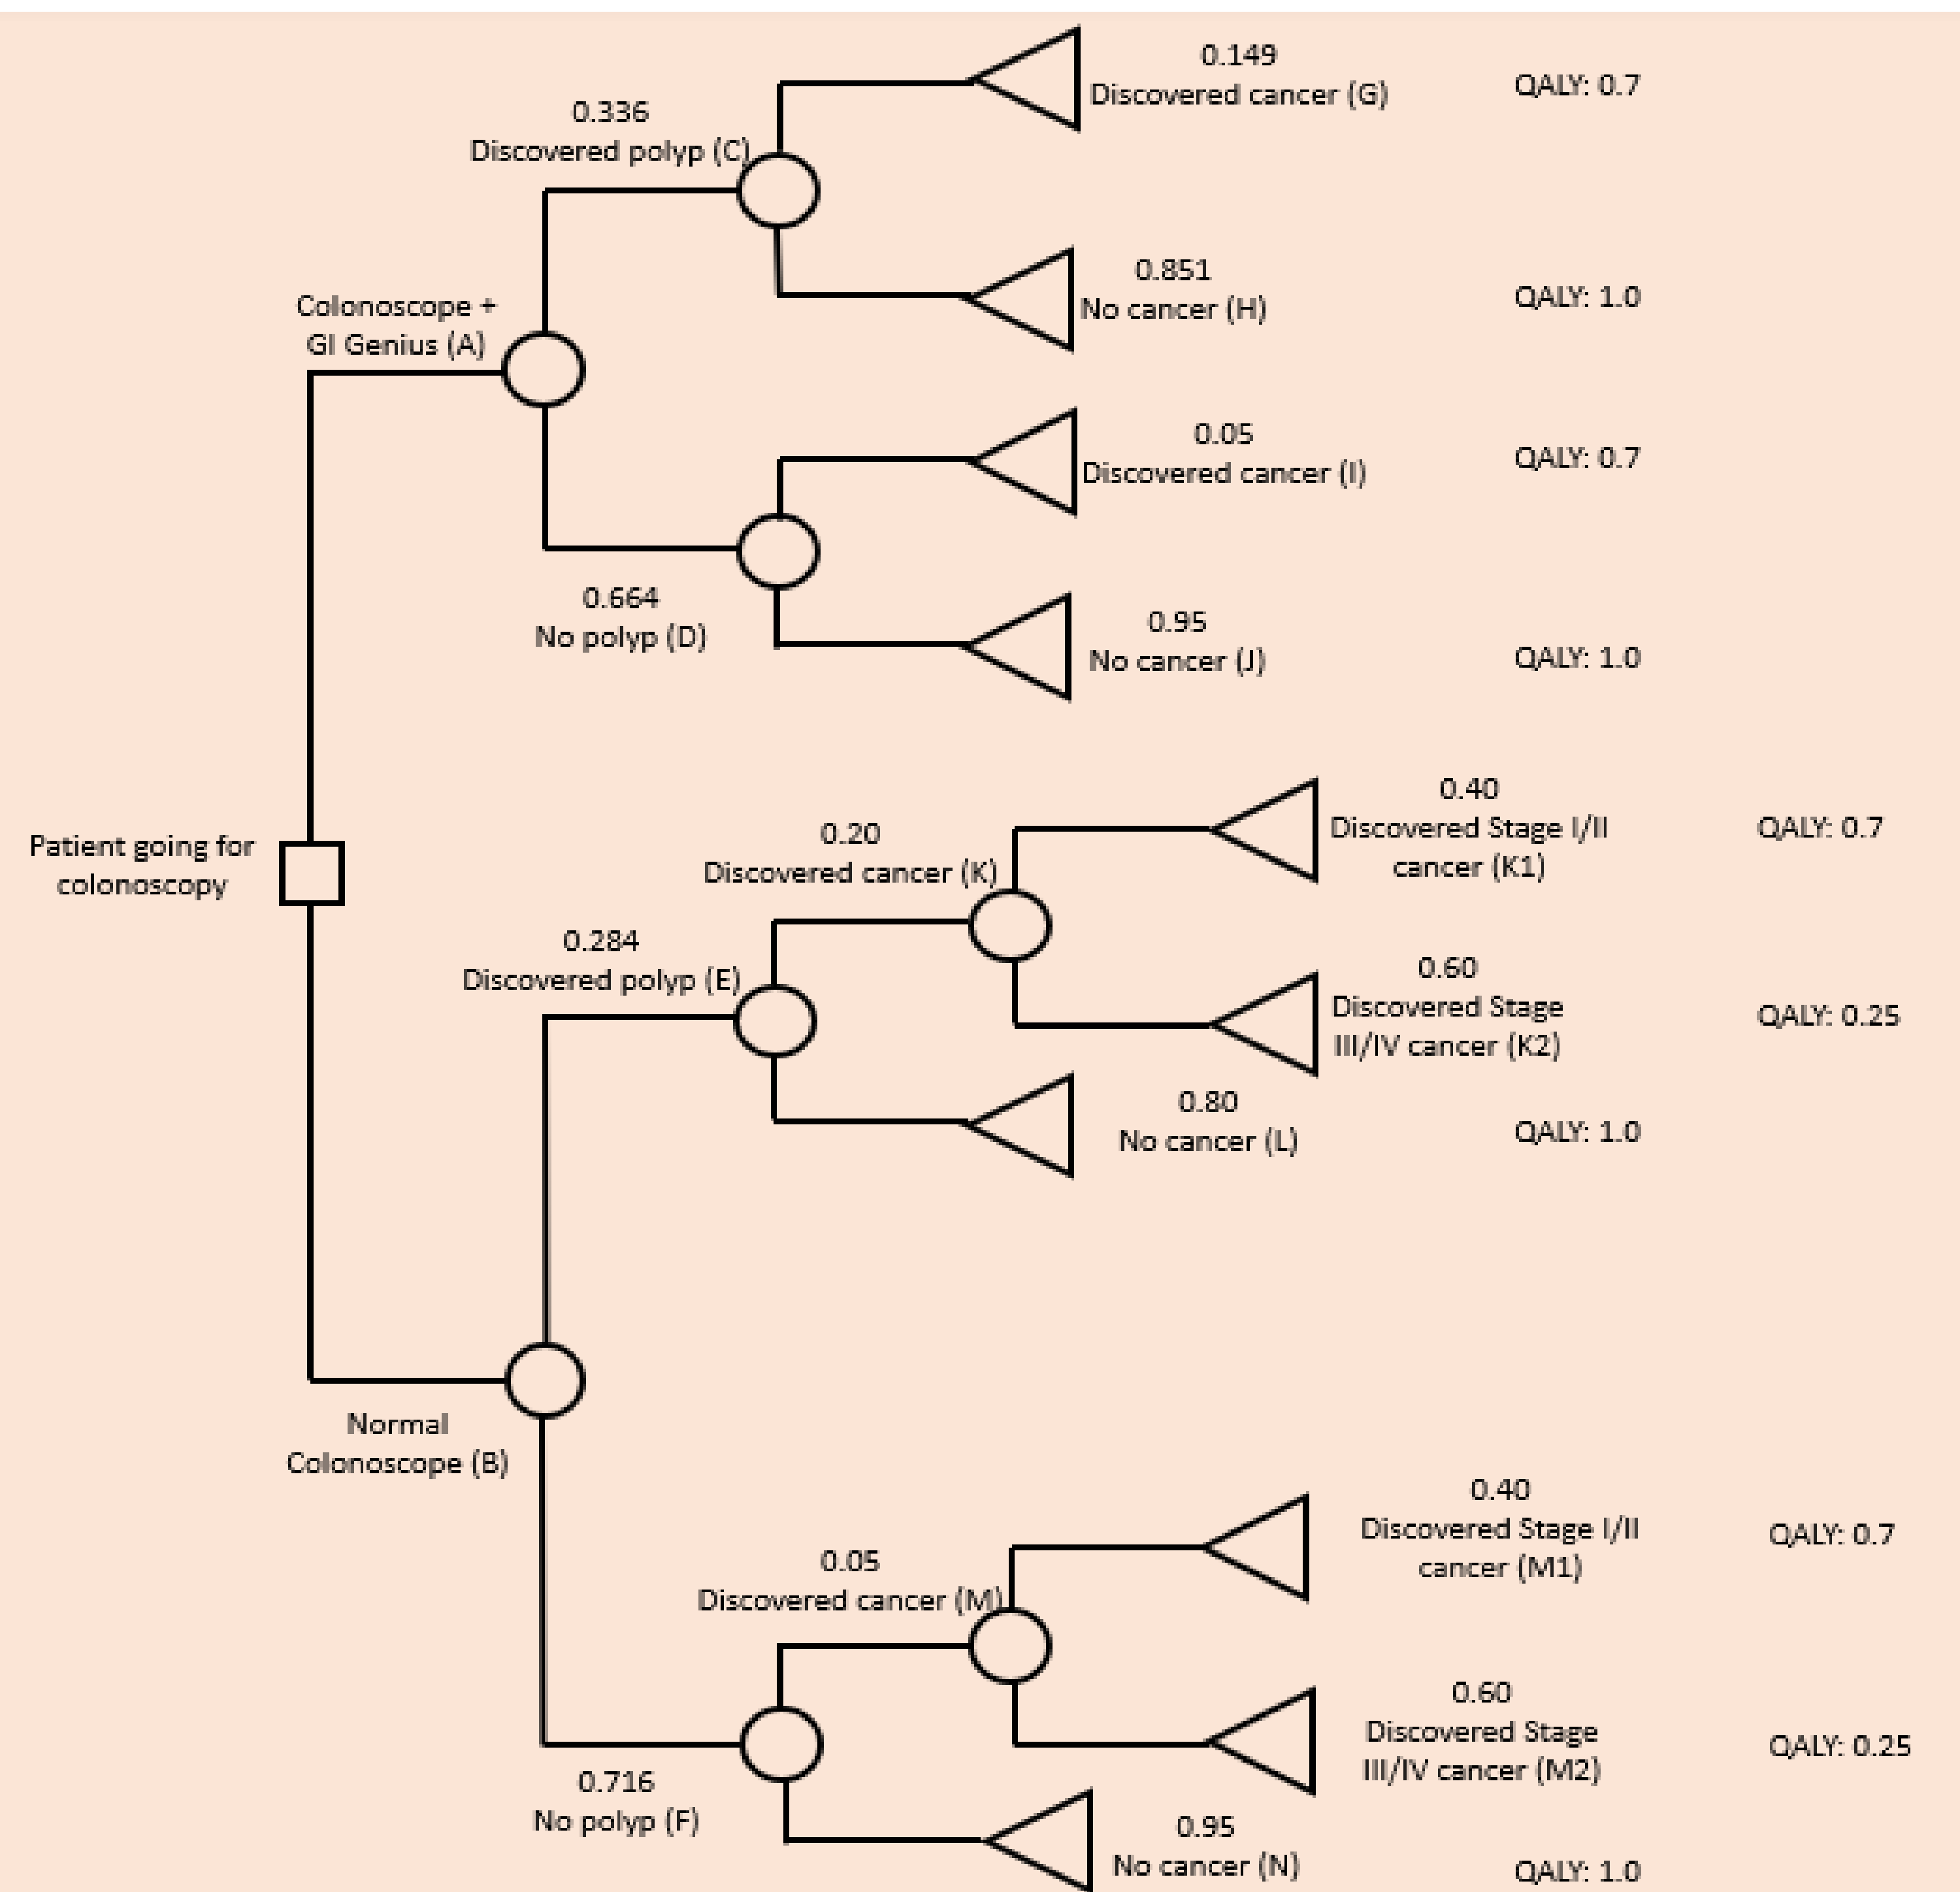 0.149
Discovered cancer (G)
QALY: 0.7
0.336
Discovered polyp (C)
0.851
No cancer (H)
QALY: 1.0
Colonoscope +
GI Genius (A)
0.05
Discovered cancer (I)
QALY: 0.7
0.664
No polyp (D)
0.95
No cancer (J)
QALY: 1.0
Patient going for
colonoscopy
0.40
Discovered Stage I/II
cancer (K1)
QALY: 0.7
0.20
Discovered cancer (K)
0.284
Discovered polyp (E)
0.60
Discovered Stage
III/IV cancer (K2)
QALY: 0.25
0.80
No cancer (L)
QALY: 1.0
Normal
Colonoscope (B)
0.40
Discovered Stage I/II
cancer (M1)
QALY: 0.7
0.05
Discovered cancer (M)
0.60
Discovered Stage
III/IV cancer (M2)
QALY: 0.25
0.716
No polyp (F)
0.95
No cancer (N)
QALY: 1.0